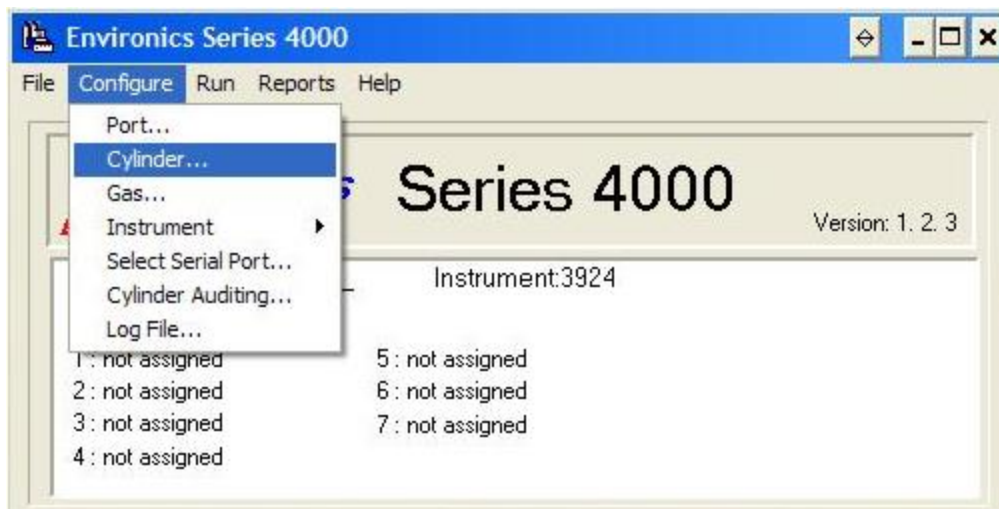 Environics Series 4000
File Configure Run Reports Help
Port...
Cylinder...
Gas...
Instrument
Select Serial Port...
Cylinder Auditing...
Log File...
Series 4000
Version: 1. 2. 3
Instrument:3924
1 : not assigned
2 : not assigned
3 : not assigned
4 : not assigned
5 : not assigned
6 : not assigned
7 : not assigned